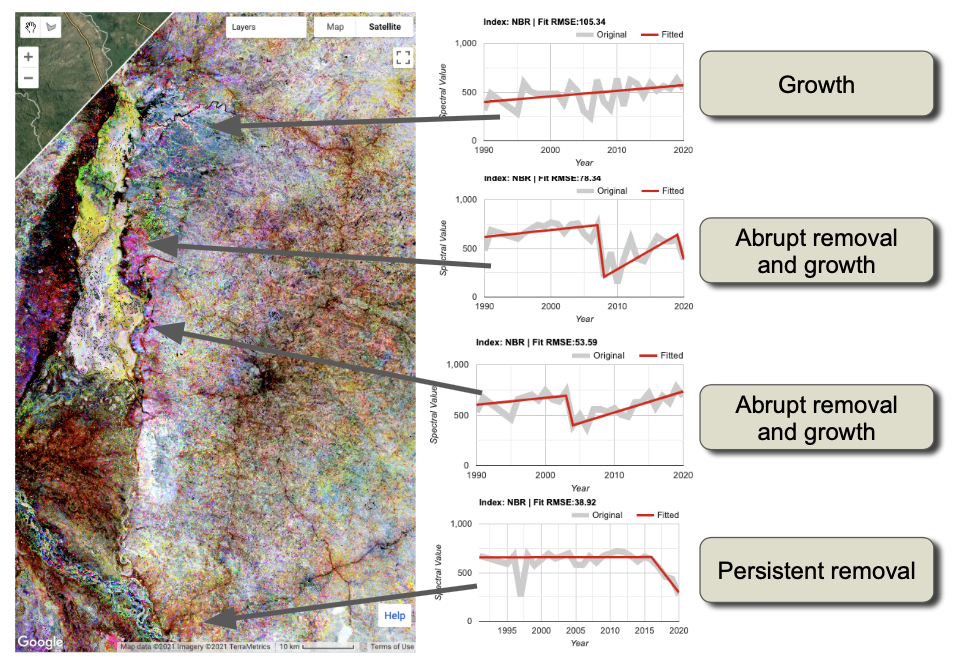 +
−
Layers
Map
Satellite
Help
Google
Map data ©2021 Imagery ©2021 TerraMetrics
10 km
Terms of Use
Index: NBR | Fit RMSE:105.34
Original
Fitted
1,000
500
0
Spectral Value
1990
2000
2010
2020
Year
Growth
Index: NBR | Fit RMSE:78.34
Original
Fitted
1,000
500
0
Spectral Value
1990
2000
2010
2020
Year
Abrupt removal
and growth
Index: NBR | Fit RMSE:53.59
Original
Fitted
1,000
500
0
Spectral Value
1990
2000
2010
2020
Year
Abrupt removal
and growth
Index: NBR | Fit RMSE:38.92
Original
Fitted
1,000
500
0
Spectral Value
1995
2000
2005
2010
2015
2020
Year
Persistent removal